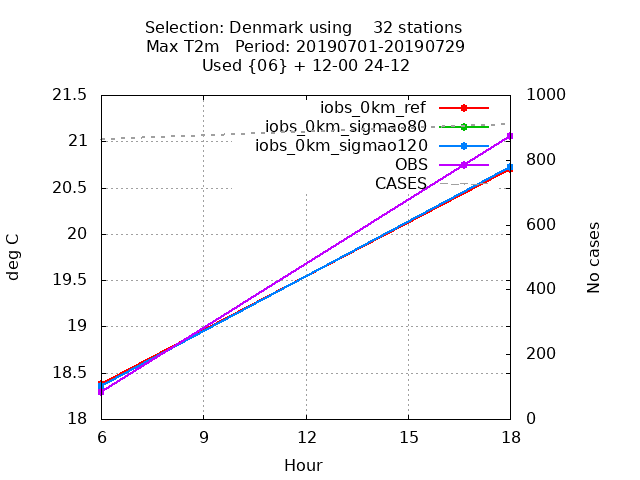 Selection: Denmark using    32 stations
Max T2m   Period: 20190701-20190729
Used {06} + 12-00 24-12
21.5
21
20.5
20
19.5
19
18.5
18
deg C
6
9
12
15
18
Hour
1000
800
600
400
200
0
No cases
iobs_0km_ref
iobs_0km_sigmao80
iobs_0km_sigmao120
OBS
CASES